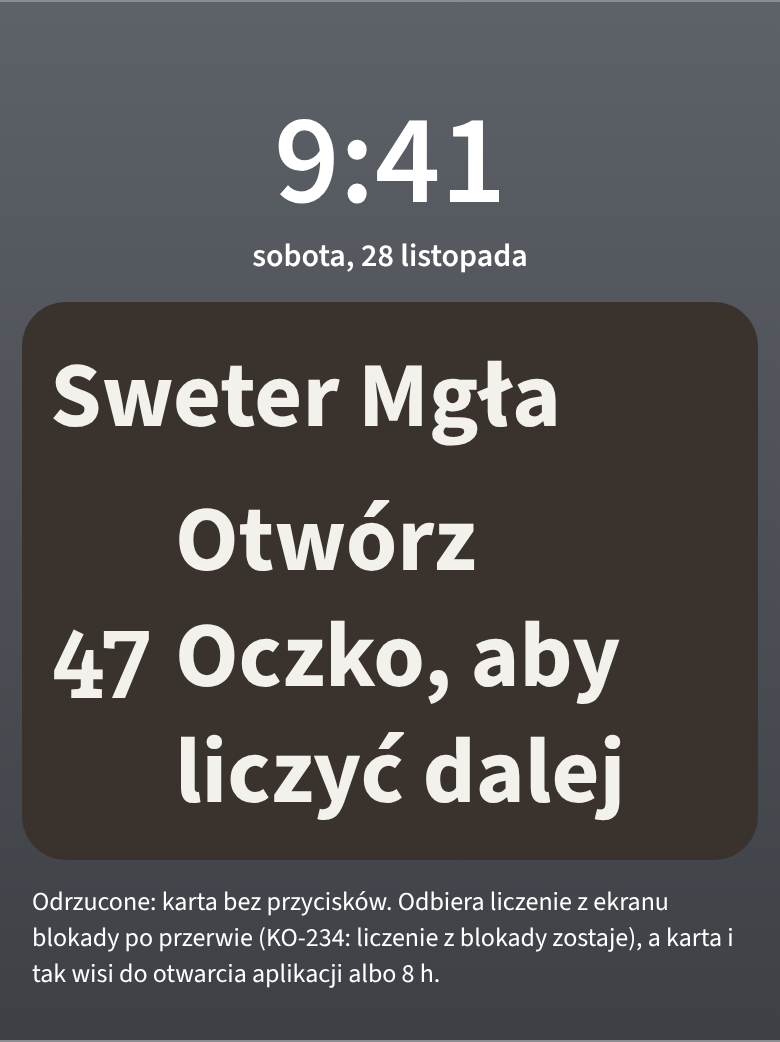 9:41
sobota, 28 listopada
Sweter Mgła
Otwórz
47 Oczko, aby
liczyć dalej
Odrzucone: karta bez przycisków. Odbiera liczenie z ekranu
blokady po przerwie (KO-234: liczenie z blokady zostaje), a karta i
tak wisi do otwarcia aplikacji albo 8 h.